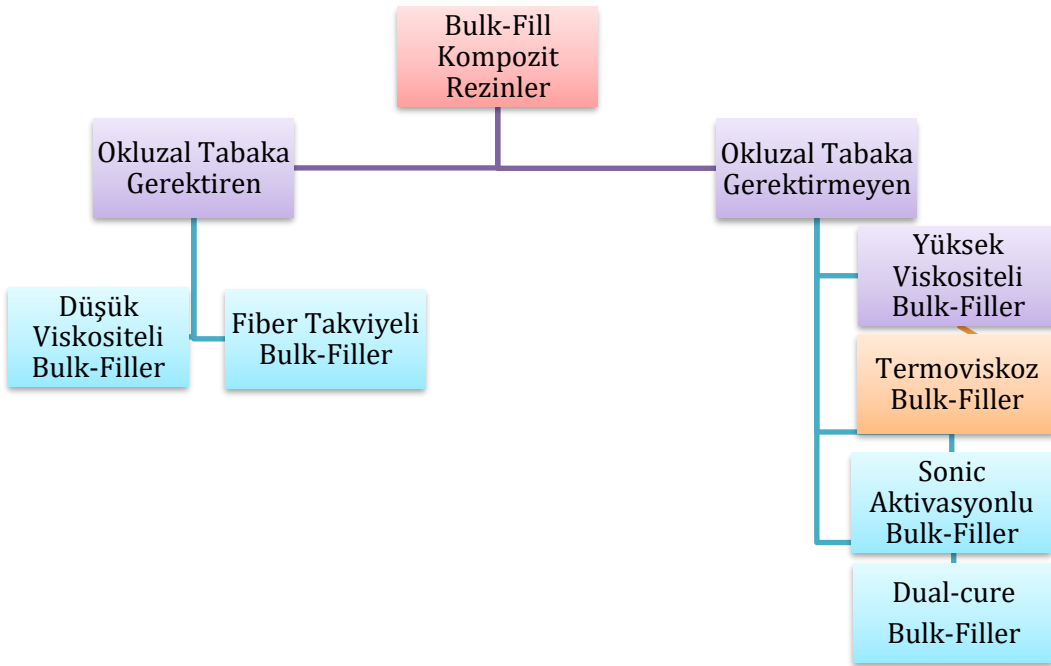 Bulk-Fill
Kompozit
Rezinler
Okluzal Tabaka
Gerektiren
Okluzal Tabaka
Gerektirmeyen
Düşük
Viskositeli
Bulk-Filler
Fiber Takviyeli
Bulk-Filler
Yüksek
Viskositeli
Bulk-Filler
Termoviskoz
Bulk-Filler
Sonic
Aktivasyonlu
Bulk-Filler
Dual-cure
Bulk-Filler